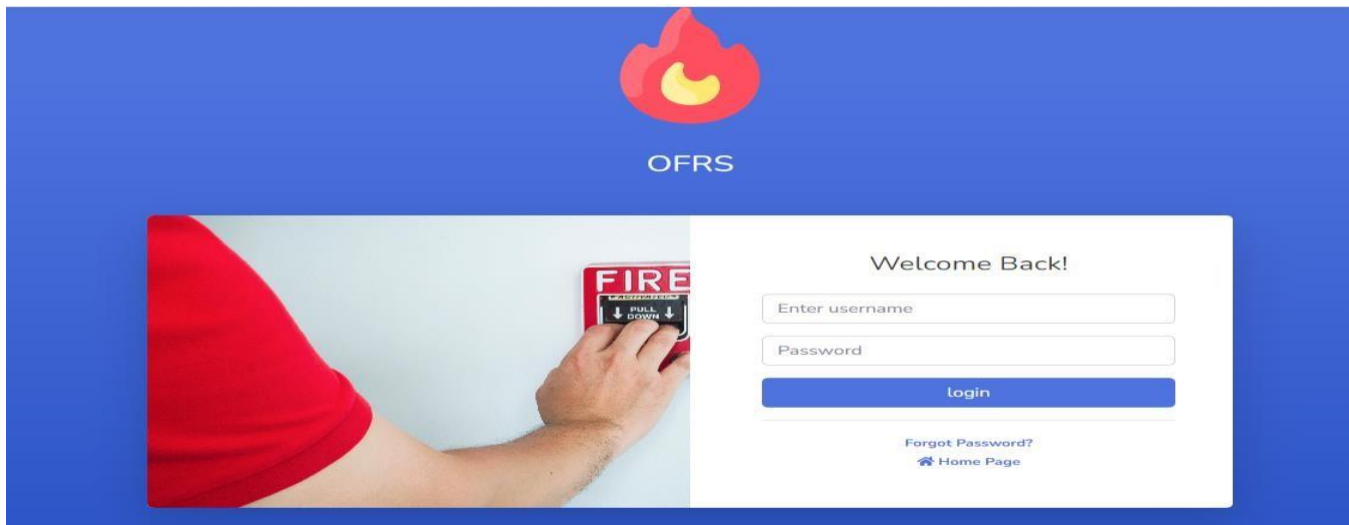 OFRS
Welcome Back!
FIRE
PULL
DOWN
Enter username
Password
login
Forgot Password?
Home Page